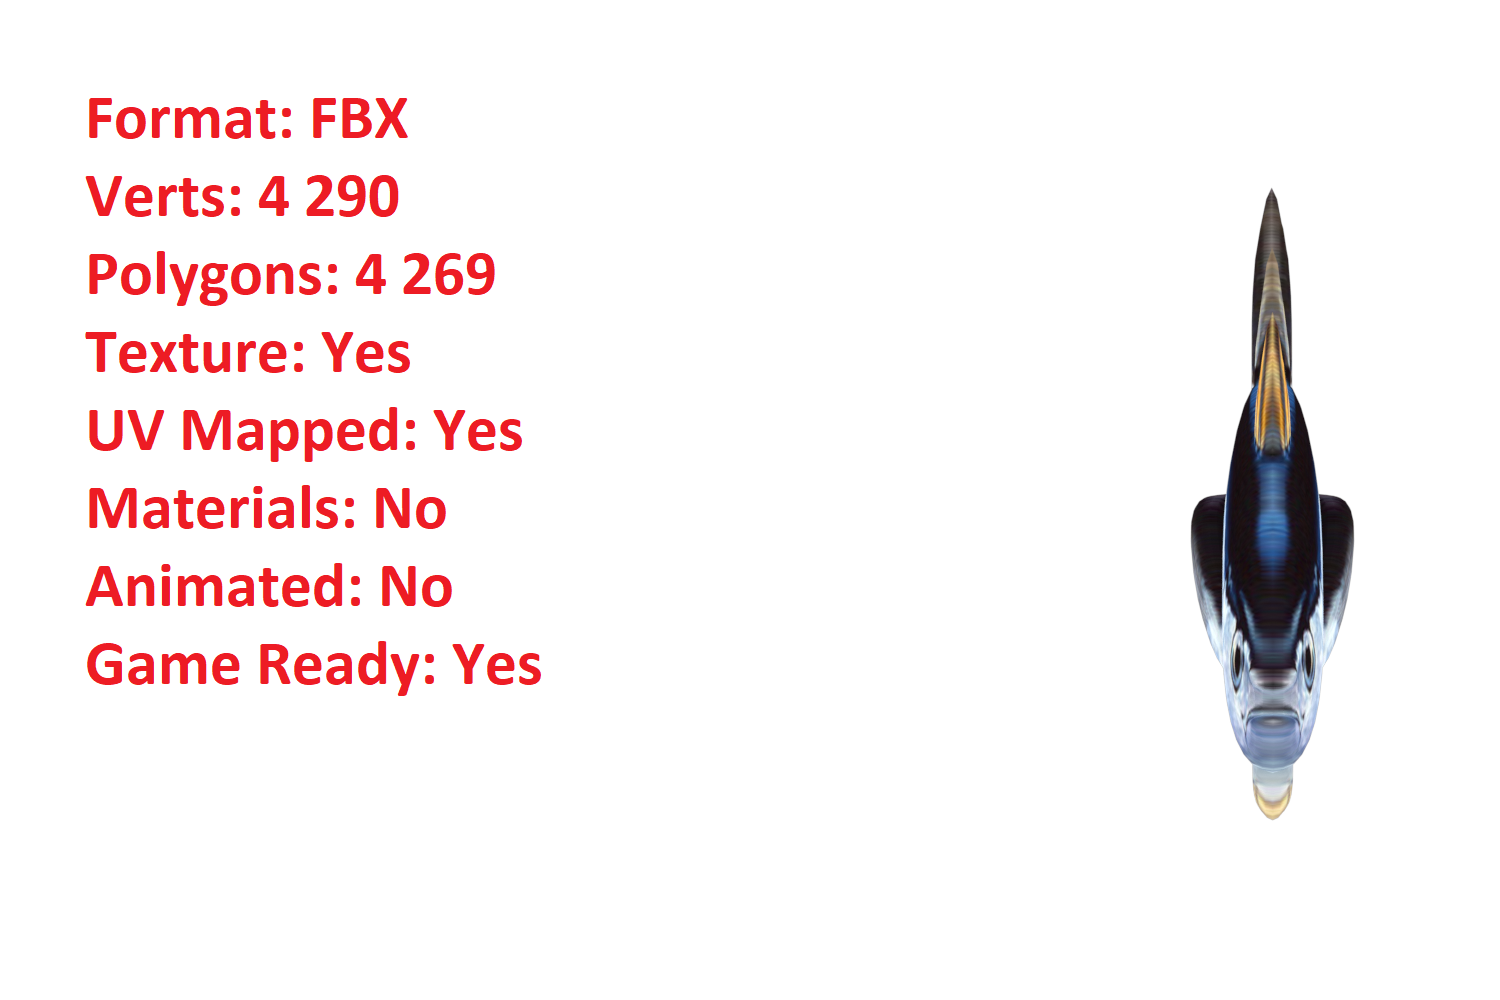 Format: FBX
Verts: 4 290
Polygons: 4 269
Texture: Yes
UV Mapped: Yes
Materials: No
Animated: No
Game Ready: Yes